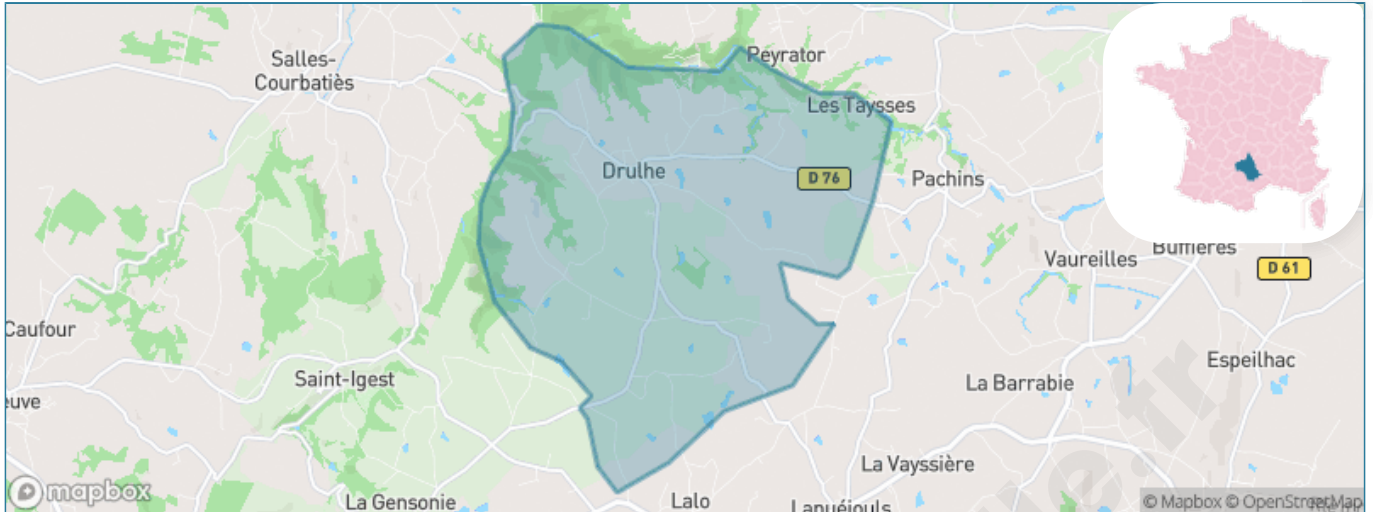 Peyrator
Salles-
Courbatiès
Les Taysses
Drulhe
D 76
Pachins
Buffières
Vaureilles
D 61
Caufour
Espeilhac
Saint-Igest
La Barrabie
euve
La Vayssière
mapbox
La Gensonie
Lalo
Lanuéjouls
© Mapbox © OpenStreetMap